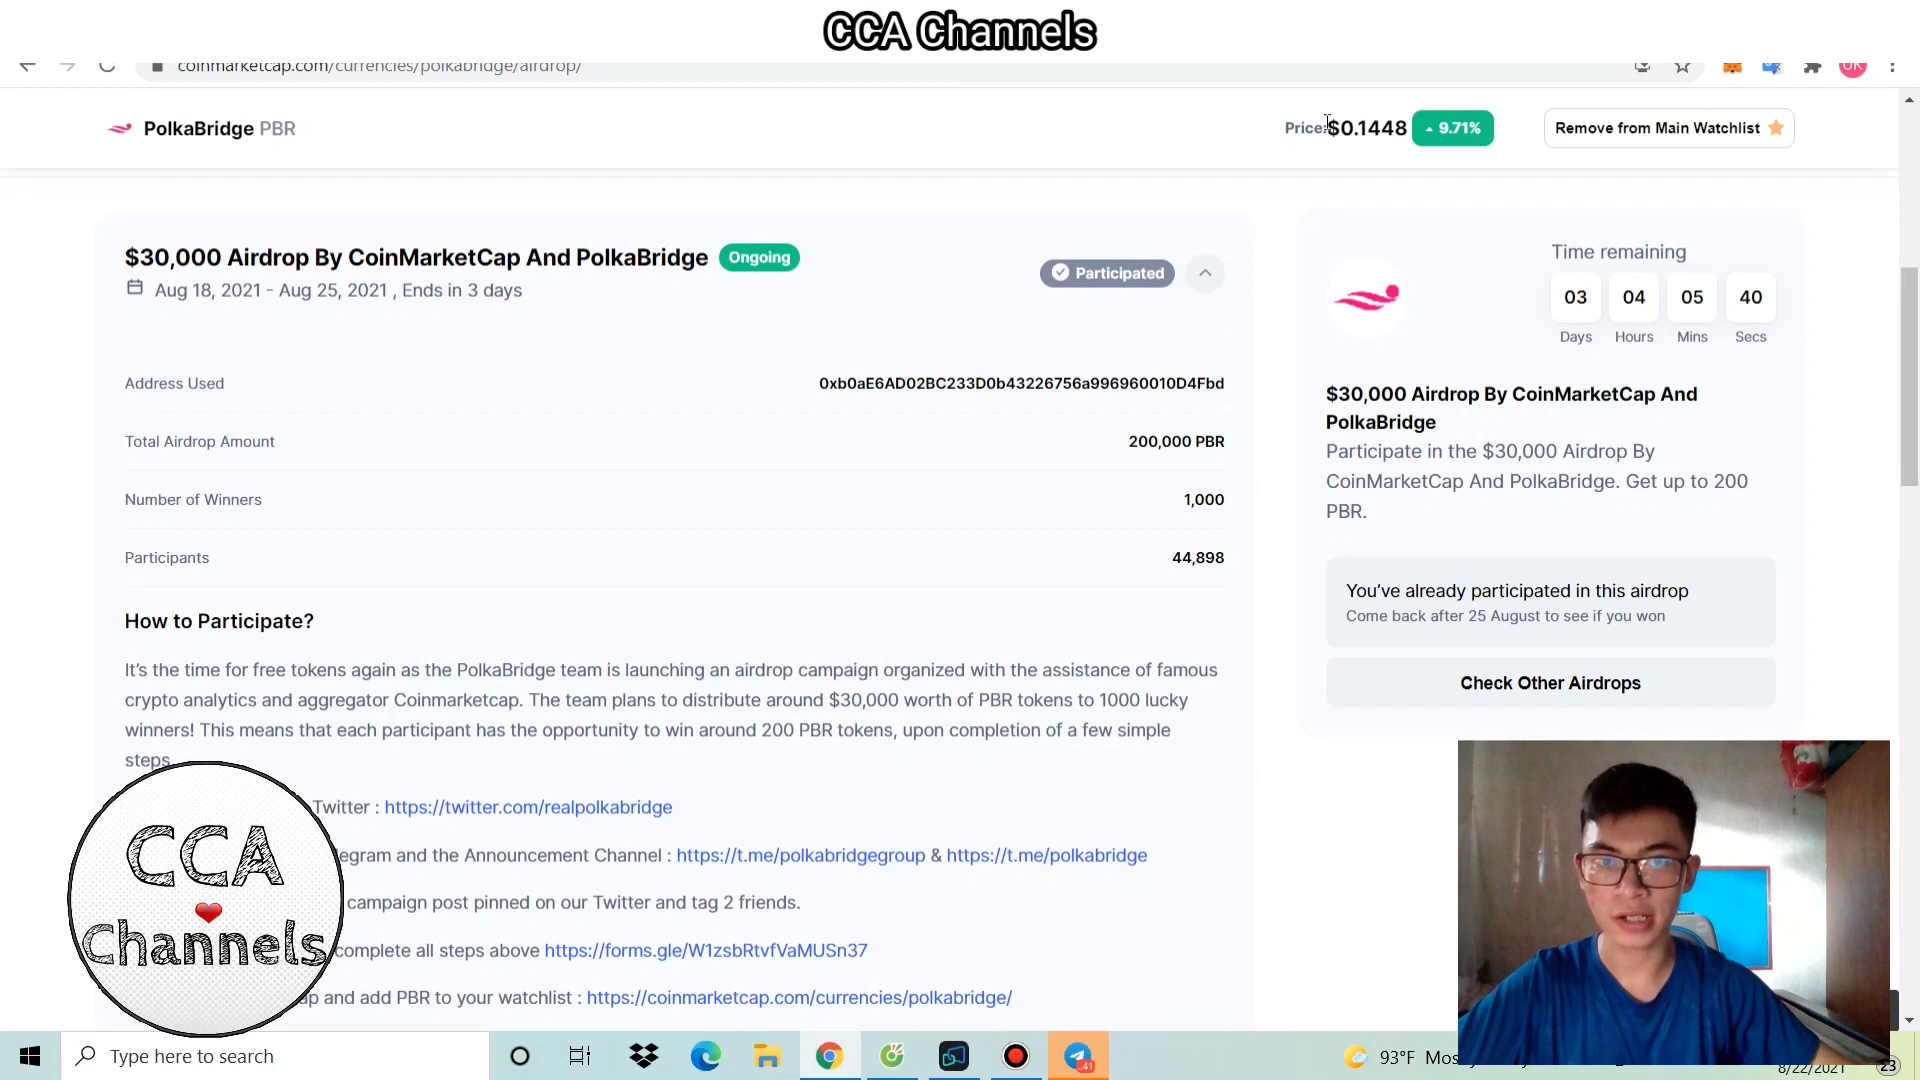 CCA Channels
coinmarketcap.com/currencies/polkabridge/airdrop/
UK
PolkaBridge PBR
Price: $0.1448
9.71%
Remove from Main Watchlist
$30,000 Airdrop By CoinMarketCap And PolkaBridge
Ongoing
Participated
Aug 18, 2021 - Aug 25, 2021 , Ends in 3 days
Address Used
0xb0aE6AD02BC233D0b43226756a996960010D4Fbd
Total Airdrop Amount
200,000 PBR
Number of Winners
1,000
Participants
44,898
How to Participate?
It's the time for free tokens again as the PolkaBridge team is launching an airdrop campaign organized with the assistance of famous
crypto analytics and aggregator Coinmarketcap. The team plans to distribute around $30,000 worth of PBR tokens to 1000 lucky
winners! This means that each participant has the opportunity to win around 200 PBR tokens, upon completion of a few simple
steps
Twitter : https://twitter.com/realpolkabridge
legram and the Announcement Channel : https://t.me/polkabridgegroup & https://t.me/polkabridge
campaign post pinned on our Twitter and tag 2 friends.
complete all steps above https://forms.gle/W1zsbRtvfVaMUSn37
ap and add PBR to your watchlist : https://coinmarketcap.com/currencies/polkabridge/
Time remaining
03 04 05 40
Days Hours Mins Secs
$30,000 Airdrop By CoinMarketCap And
PolkaBridge
Participate in the $30,000 Airdrop By
CoinMarketCap And PolkaBridge. Get up to 200
PBR.
You've already participated in this airdrop
Come back after 25 August to see if you won
Check Other Airdrops
CCA
Channels
Type here to search
41
93°F
8/22/2021
23